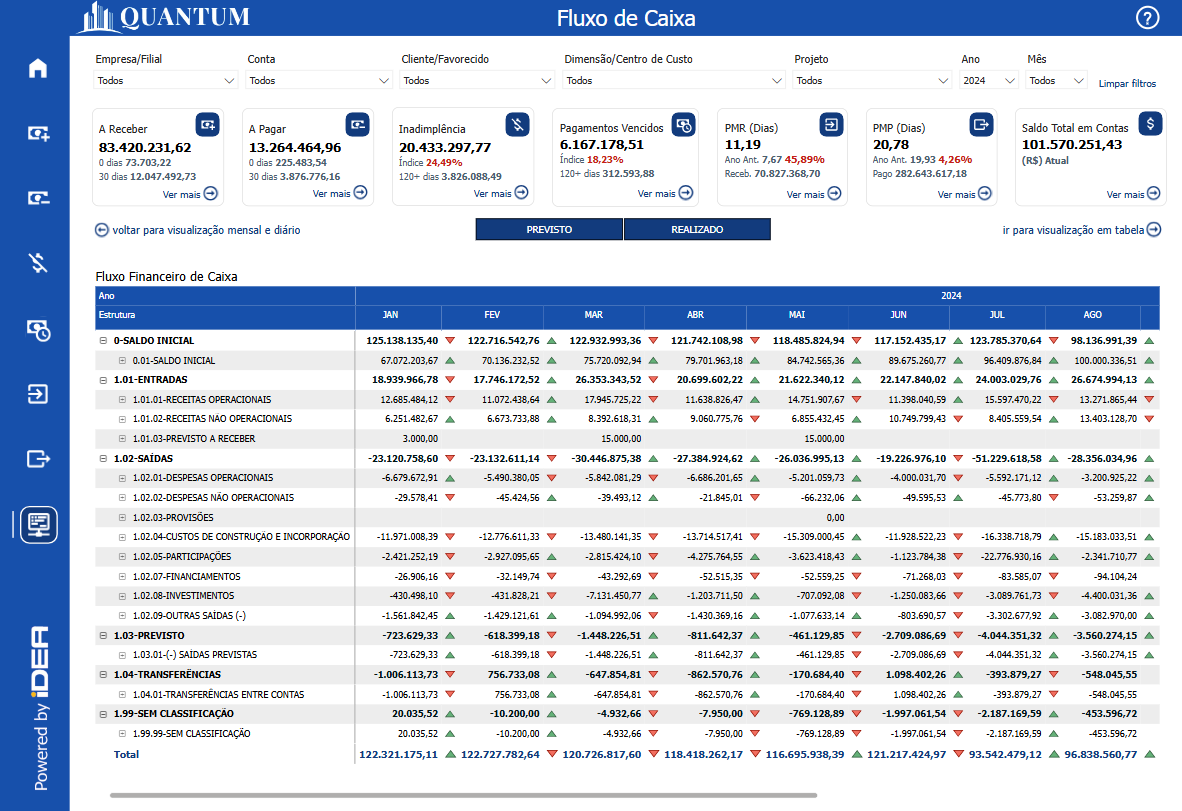 QUANTUM
Fluxo de Caixa
?
Empresa/Filial Conta Cliente/Favorecido Dimensão/Centro de Custo Projeto Ano Mês
Todos Todos Todos Todos Todos 2024 Todos Limpar filtros
A Receber
83.420.231,62
0 dias 73.703,22
30 dias 12.047.492,73
Ver mais
A Pagar
13.264.464,96
0 dias 225.483,54
30 dias 3.876.776,16
Ver mais
Inadimplência
20.433.297,77
Índice 24,49%
120+ dias 3.826.088,49
Ver mais
Pagamentos Vencidos
6.167.178,51
Índice 18,23%
120+ dias 312.593,88
Ver mais
PMR (Dias)
11,19
Ano Ant. 7,67 45,89%
Receb. 70.827.368,70
Ver mais
PMP (Dias)
20,78
Ano Ant. 19,93 4,26%
Pago 282.643.617,18
Ver mais
Saldo Total em Contas
$
101.570.251,43
(R$) Atual
Ver mais
voltar para visualização mensal e diário PREVISTO REALIZADO ir para visualização em tabela
Fluxo Financeiro de Caixa
Ano 2024
Estrutura JAN FEV MAR ABR MAI JUN JUL AGO
0-SALDO INICIAL 125.138.135,40 122.716.542,76 122.932.993,36 121.742.108,98 118.485.824,94 117.152.435,17 123.785.370,64 98.136.991,39
0.01-SALDO INICIAL 67.072.203,67 70.136.232,52 75.720.092,94 79.701.963,18 84.742.565,36 89.675.260,77 96.409.876,84 100.000.336,51
1.01-ENTRADAS 18.939.966,78 17.746.172,52 26.353.343,52 20.699.602,22 21.622.340,12 22.147.840,02 24.003.029,76 26.674.994,13
1.01.01-RECEITAS OPERACIONAIS 12.685.484,12 11.072.438,64 17.945.725,22 11.638.826,47 14.751.907,67 11.398.040,59 15.597.470,22 13.271.865,44
1.01.02-RECEITAS NÃO OPERACIONAIS 6.251.482,67 6.673.733,88 8.392.618,31 9.060.775,76 6.855.432,45 10.749.799,43 8.405.559,54 13.403.128,70
1.01.03-PREVISTO A RECEBER 3.000,00 15.000,00 15.000,00
1.02-SAÍDAS -23.120.758,60 -23.132.611,14 -30.446.875,38 -27.384.924,62 -26.036.995,13 -19.226.976,10 -51.229.618,58 -28.356.034,96
1.02.01-DESPESAS OPERACIONAIS -6.679.672,91 -5.490.380,05 -5.842.081,29 -6.686.201,65 -5.201.059,73 -4.000.031,70 -5.592.171,12 -3.200.925,22
1.02.02-DESPESAS NÃO OPERACIONAIS -29.578,41 -45.424,56 -39.493,12 -21.845,01 -66.232,06 -49.595,53 -45.773,80 -53.259,87
1.02.03-PROVISÕES 0,00
1.02.04-CUSTOS DE CONSTRUÇÃO E INCORPORAÇÃO -11.971.008,39 -12.776.611,33 -13.480.141,35 -13.714.517,41 -15.309.000,45 -11.928.522,23 -16.338.718,79 -15.183.033,51
1.02.05-PARTICIPAÇÕES -2.421.252,19 -2.927.095,65 -2.815.424,10 -4.275.764,55 -3.623.418,43 -1.123.784,38 -22.776.930,16 -2.341.710,77
1.02.07-FINANCIAMENTOS -26.906,16 -32.149,74 -43.292,69 -52.515,35 -52.559,25 -71.268,03 -83.585,07 -94.104,24
1.02.08-INVESTIMENTOS -430.498,10 -431.828,21 -7.131.450,77 -1.203.711,50 -707.092,08 -1.250.083,66 -3.089.761,73 -4.400.031,36
1.02.09-OUTRAS SAÍDAS (-) -1.561.842,45 -1.429.121,61 -1.094.992,06 -1.430.369,16 -1.077.633,14 -803.690,57 -3.302.677,92 -3.082.970,00
1.03-PREVISTO -723.629,33 -618.399,18 -1.448.226,51 -811.642,37 -461.129,85 -2.709.086,69 -4.044.351,32 -3.560.274,15
1.03.01-(-) SAÍDAS PREVISTAS -723.629,33 -618.399,18 -1.448.226,51 -811.642,37 -461.129,85 -2.709.086,69 -4.044.351,32 -3.560.274,15
1.04-TRANSFERÊNCIAS -1.006.113,73 756.733,08 -647.854,81 -862.570,76 -170.684,40 1.098.402,26 -393.879,27 -548.045,55
1.04.01-TRANSFERÊNCIAS ENTRE CONTAS -1.006.113,73 756.733,08 -647.854,81 -862.570,76 -170.684,40 1.098.402,26 -393.879,27 -548.045,55
1.99-SEM CLASSIFICAÇÃO 20.035,52 -10.200,00 -4.932,66 -7.950,00 -769.128,89 -1.997.061,54 -2.187.169,59 -453.596,72
1.99.99-SEM CLASSIFICAÇÃO 20.035,52 -10.200,00 -4.932,66 -7.950,00 -769.128,89 -1.997.061,54 -2.187.169,59 -453.596,72
Total 122.321.175,11 122.727.782,64 120.726.817,60 118.418.262,17 116.695.938,39 121.217.424,97 93.542.479,12 96.838.560,77
Powered by iDEA